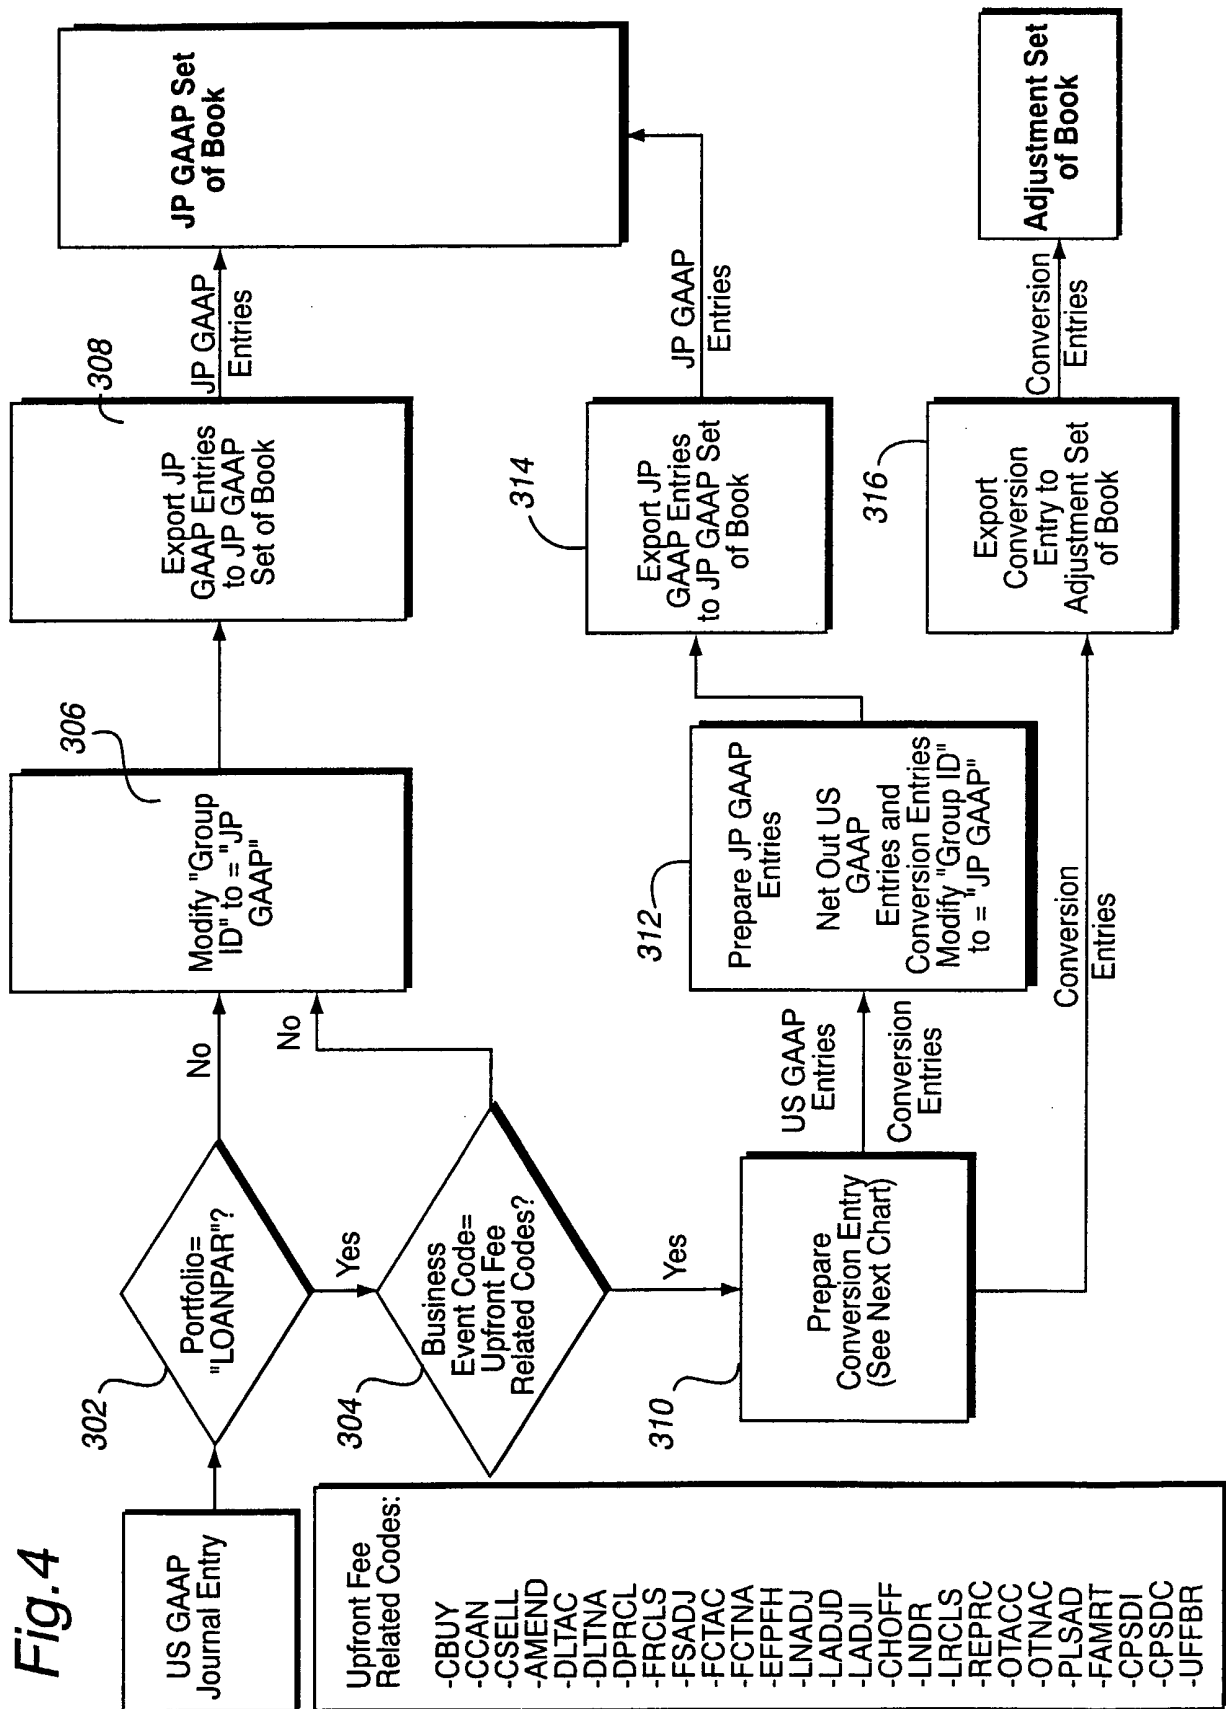 Fig.4
US GAAP
Journal Entry
302
Portfolio=
"LOANPAR"?
No
Yes
304
Business
Event Code=
Upfront Fee
Related Codes?
No
Yes
306
Modify "Group
ID" to = "JP
GAAP"
308
Export JP
GAAP Entries
to JP GAAP
Set of Book
JP GAAP
Entries
JP GAAP Set
of Book
310
Prepare
Conversion Entry
(See Next Chart)
US GAAP
Entries
Conversion
Entries
312
Prepare JP GAAP
Entries
Net Out US
GAAP
Entries and
Conversion Entries
Modify "Group ID"
to = "JP GAAP"
314
Export JP
GAAP Entries
to JP GAAP Set
of Book
JP GAAP
Entries
Conversion
Entries
316
Export
Conversion
Entry to
Adjustment Set
of Book
Conversion
Entries
Adjustment Set
of Book
Upfront Fee
Related Codes:
-CBUY
-CCAN
-CSELL
-AMEND
-DLTAC
-DLTNA
-DPRCL
-FRCLS
-FSADJ
-FCTAC
-FCTNA
-EFPFH
-LNADJ
-LADJD
-LADJI
-CHOFF
-LNDR
-LRCLS
-REPRC
-OTACC
-OTNAC
-PLSAD
-FAMRT
-CPSDI
-CPSDC
-UFFBR